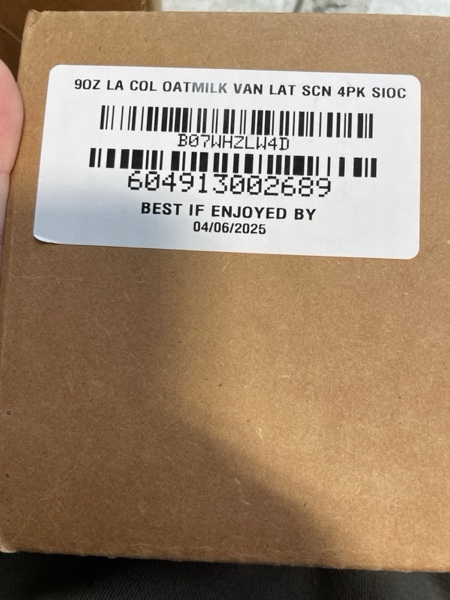 9OZ LA COL OATMILK VAN LAT SCN 4PK SIOC
B07WHZLW4D
604913002689
BEST IF ENJOYED BY
04/06/2025